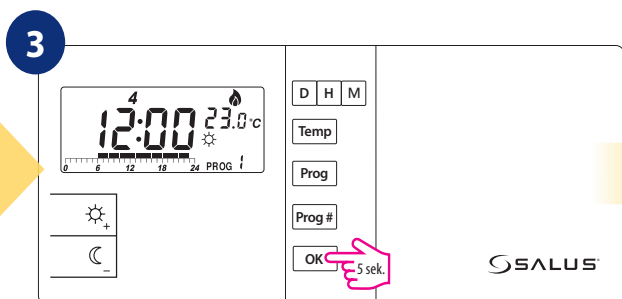 3
4
12:00
23.0°C
0 6 12 18 24 PROG 1
+
-
D H M
Temp
Prog
Prog #
OK
5 sek.
SALUS